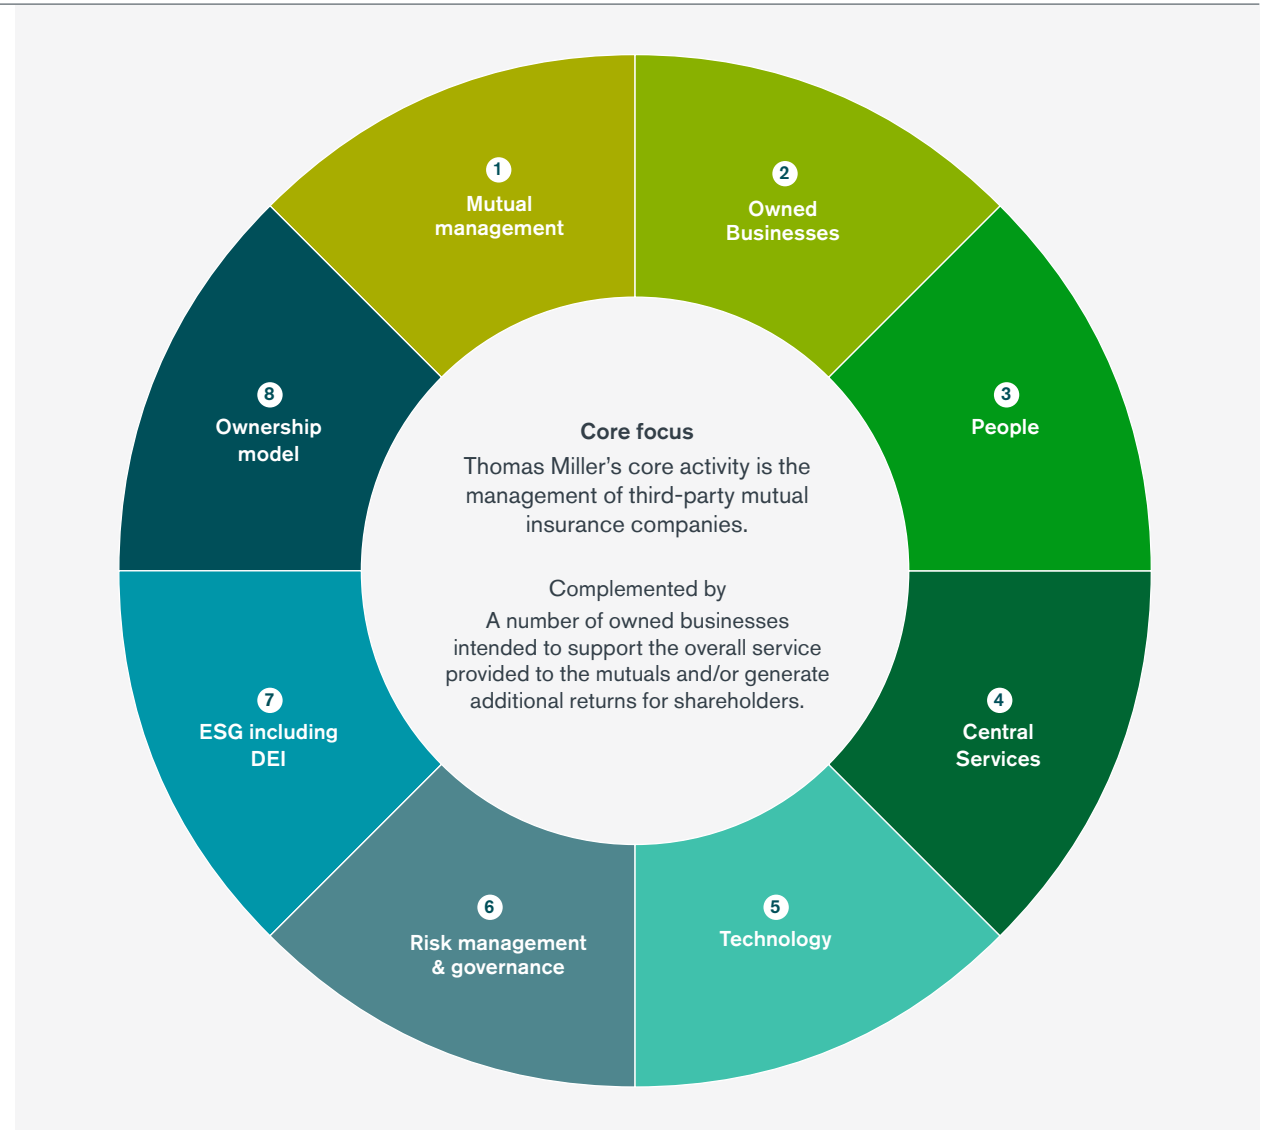 1
Mutual
management
2
Owned
Businesses
3
People
4
Central
Services
5
Technology
6
Risk management
& governance
7
ESG including
DEI
8
Ownership
model
Core focus
Thomas Miller’s core activity is the
management of third-party mutual
insurance companies.
Complemented by
A number of owned businesses
intended to support the overall service
provided to the mutuals and/or generate
additional returns for shareholders.